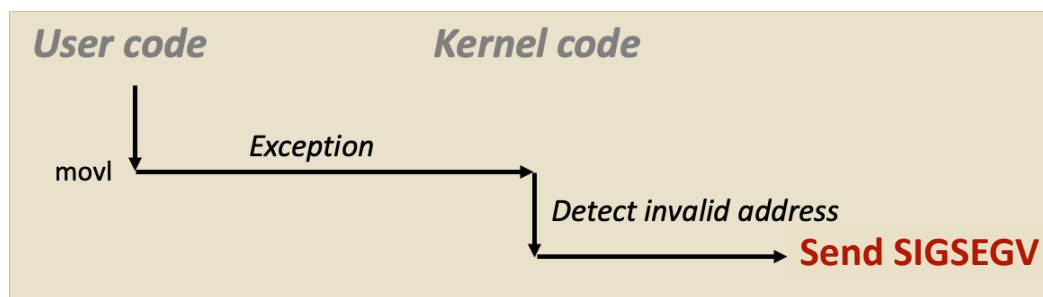 User code
Kernel code
Exception
movl
Detect invalid address
Send SIGSEGV